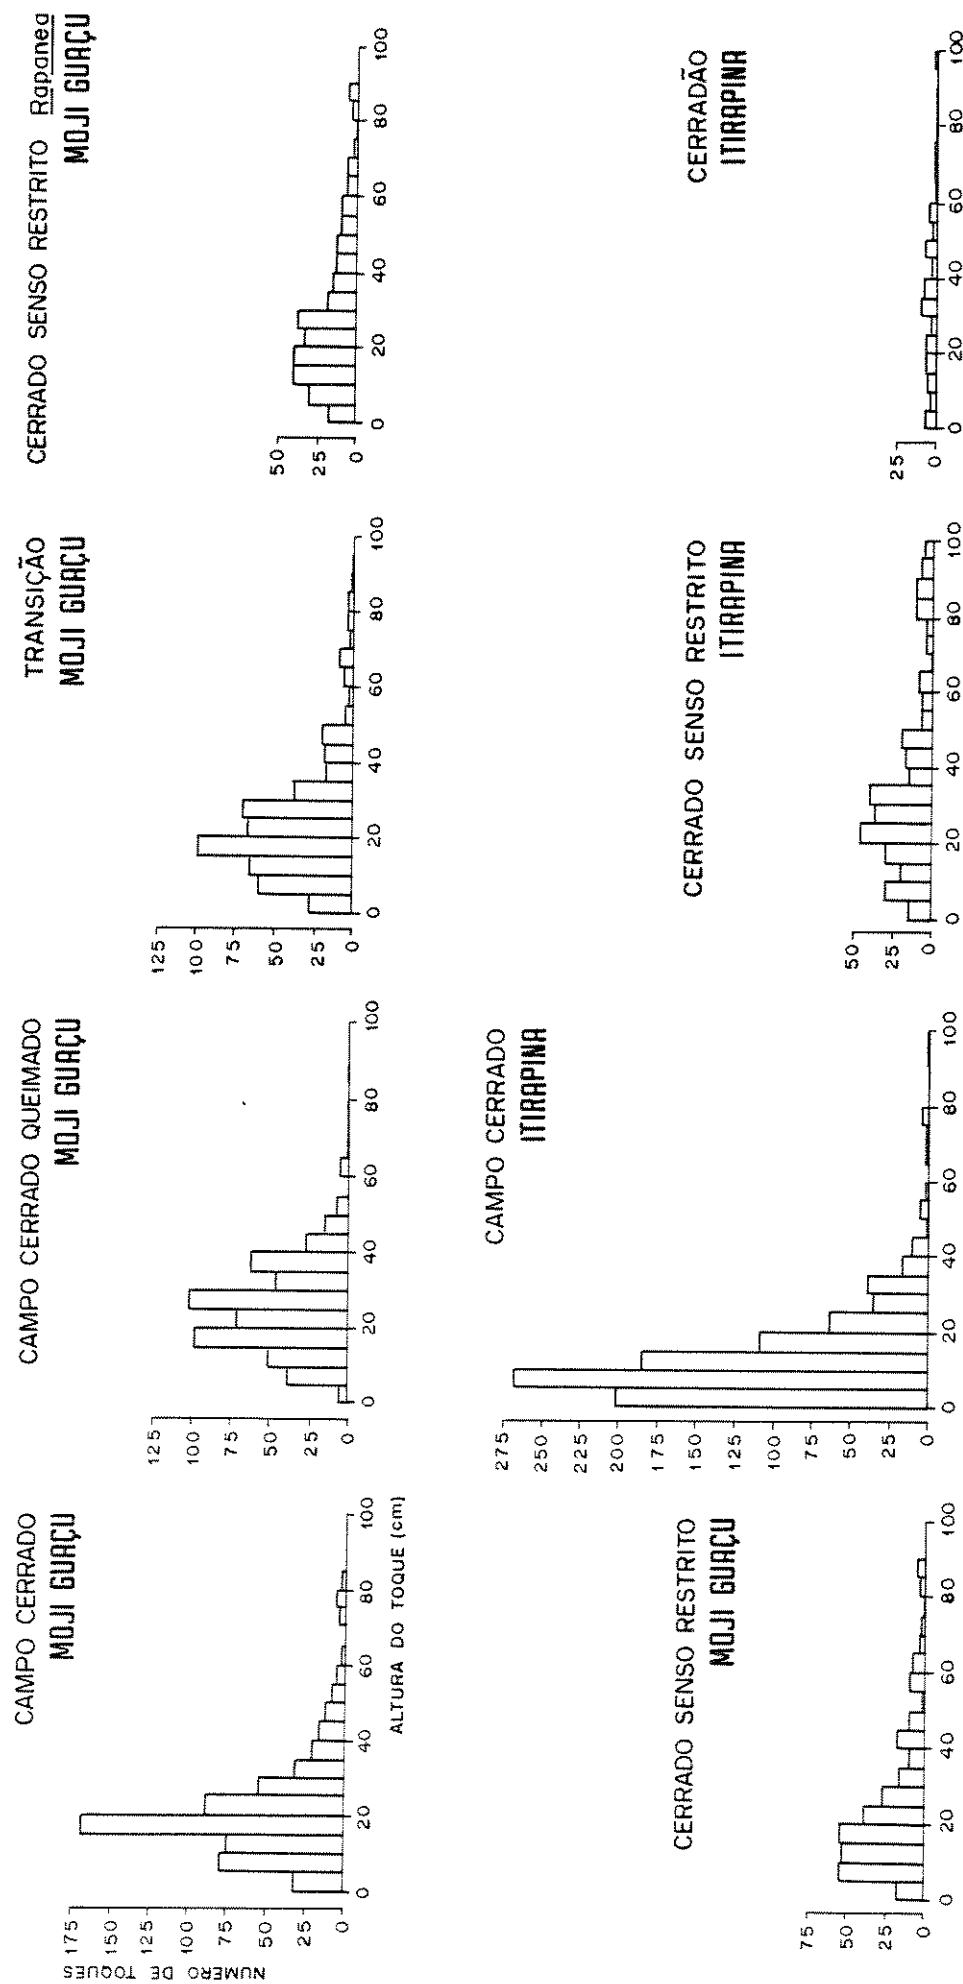 CAMPO CERRADO
MOJI GUAÇU
NUMERO DE TOQUES
175
150
125
100
75
50
25
0
0 20 40 60 80 100
ALTURA DO TOQUE (cm)
CAMPO CERRADO QUEIMADO
MOJI GUAÇU
125
100
75
50
25
0
0 20 40 60 80 100
TRANSIÇÃO
MOJI GUAÇU
125
100
75
50
25
0
0 20 40 60 80 100
CERRADO SENSO RESTRITO Rapanea
MOJI GUAÇU
50
25
0
0 20 40 60 80 100
CERRADO SENSO RESTRITO
MOJI GUAÇU
75
50
25
0
0 20 40 60 80 100
CAMPO CERRADO
ITIRAPINA
275
250
225
200
175
150
125
100
75
50
25
0
0 20 40 60 80 100
CERRADO SENSO RESTRITO
ITIRAPINA
50
25
0
0 20 40 60 80 100
CERRADÃO
ITIRAPINA
25
0
0 20 40 60 80 100